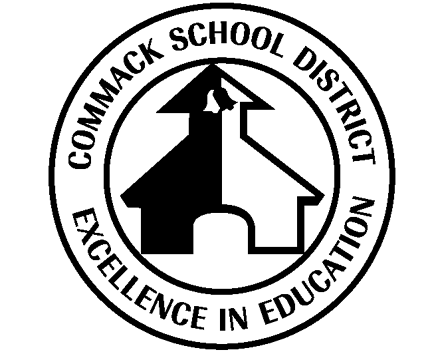 COMMACK SCHOOL DISTRICT
EXCELLENCE IN EDUCATION